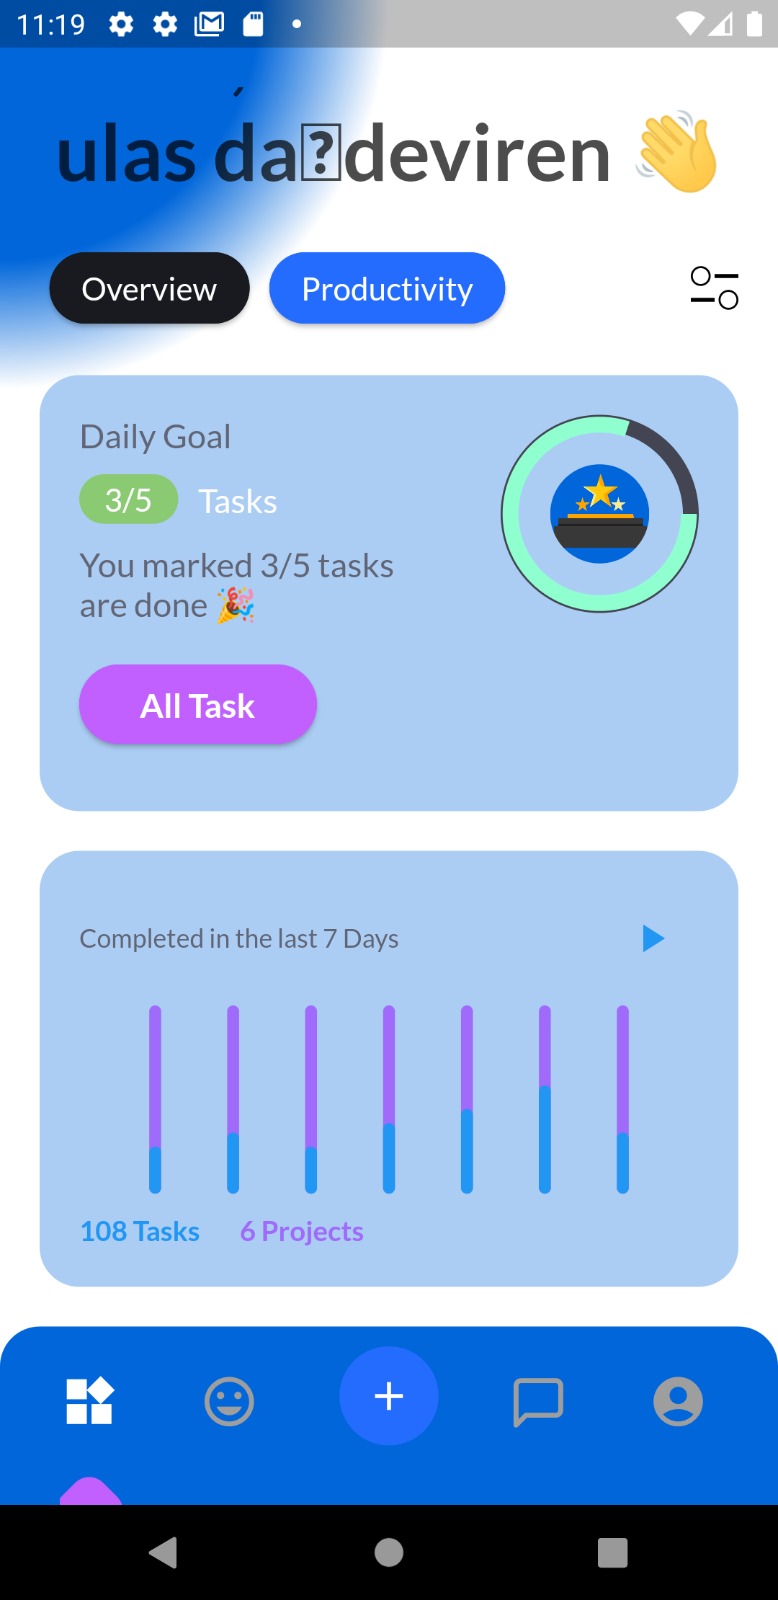 11:19
ulas da?deviren 👋
Overview
Productivity
Daily Goal
3/5 Tasks
You marked 3/5 tasks
are done 🎉
All Task
Completed in the last 7 Days
108 Tasks 6 Projects